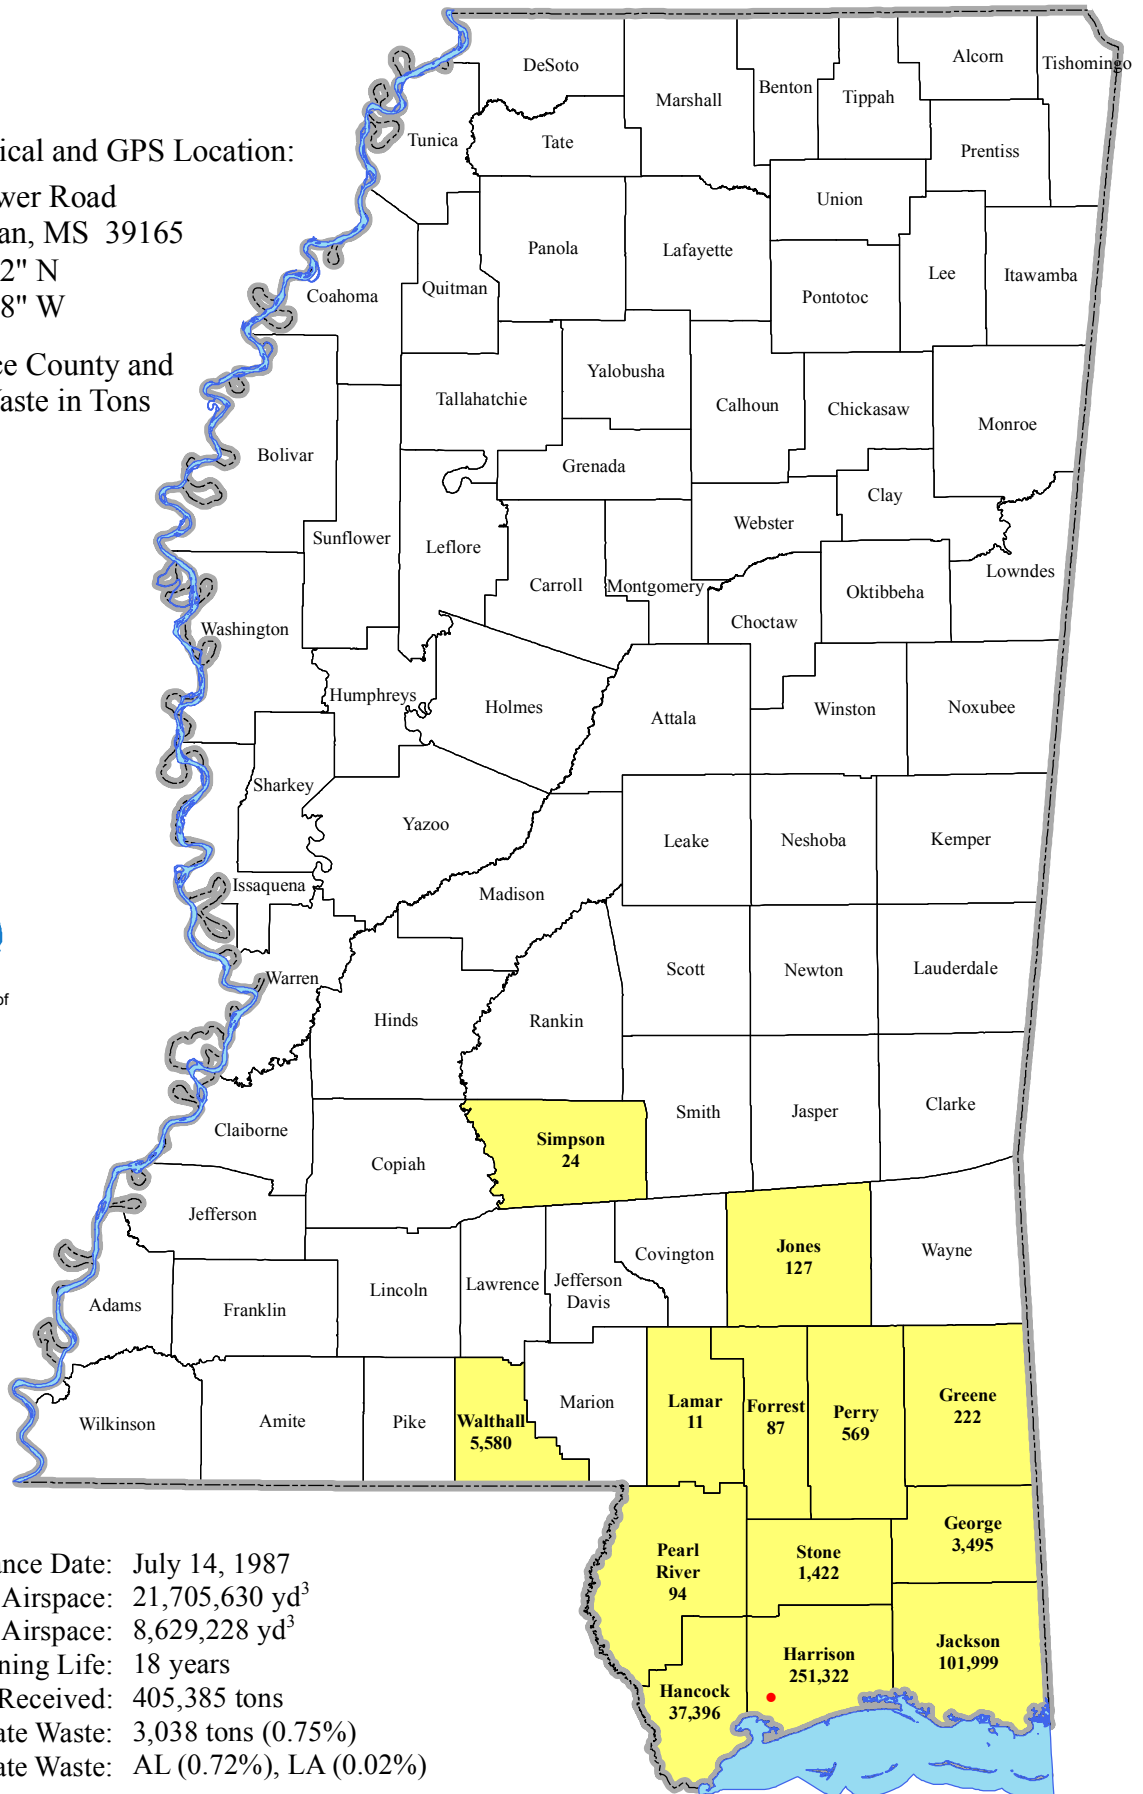 ical and GPS Location:
wer Road
an, MS 39165
2" N
8" W
ce County and
Waste in Tons
of
DeSoto
Marshall
Benton
Tippah
Alcorn
Tishomingo
Tunica
Tate
Prentiss
Union
Panola
Lafayette
Lee
Itawamba
Pontotoc
Coahoma
Quitman
Yalobusha
Tallahatchie
Calhoun
Chickasaw
Monroe
Bolivar
Grenada
Clay
Webster
Sunflower
Leflore
Carroll
Montgomery
Lowndes
Oktibbeha
Choctaw
Washington
Humphreys
Holmes
Attala
Winston
Noxubee
Sharkey
Yazoo
Leake
Neshoba
Kemper
Issaquena
Madison
Warren
Scott
Newton
Lauderdale
Hinds
Rankin
Smith
Jasper
Clarke
Claiborne
Copiah
Simpson
24
Jefferson
Covington
Jones
127
Wayne
Adams
Franklin
Lincoln
Lawrence
Jefferson
Davis
Wilkinson
Amite
Pike
Walthall
5,580
Marion
Lamar
11
Forrest
87
Perry
569
Greene
222
George
3,495
Pearl
River
94
Stone
1,422
Harrison
251,322
Jackson
101,999
Hancock
37,396
ance Date: July 14, 1987
Airspace: 21,705,630 yd³
Airspace: 8,629,228 yd³
ning Life: 18 years
Received: 405,385 tons
ate Waste: 3,038 tons (0.75%)
ate Waste: AL (0.72%), LA (0.02%)